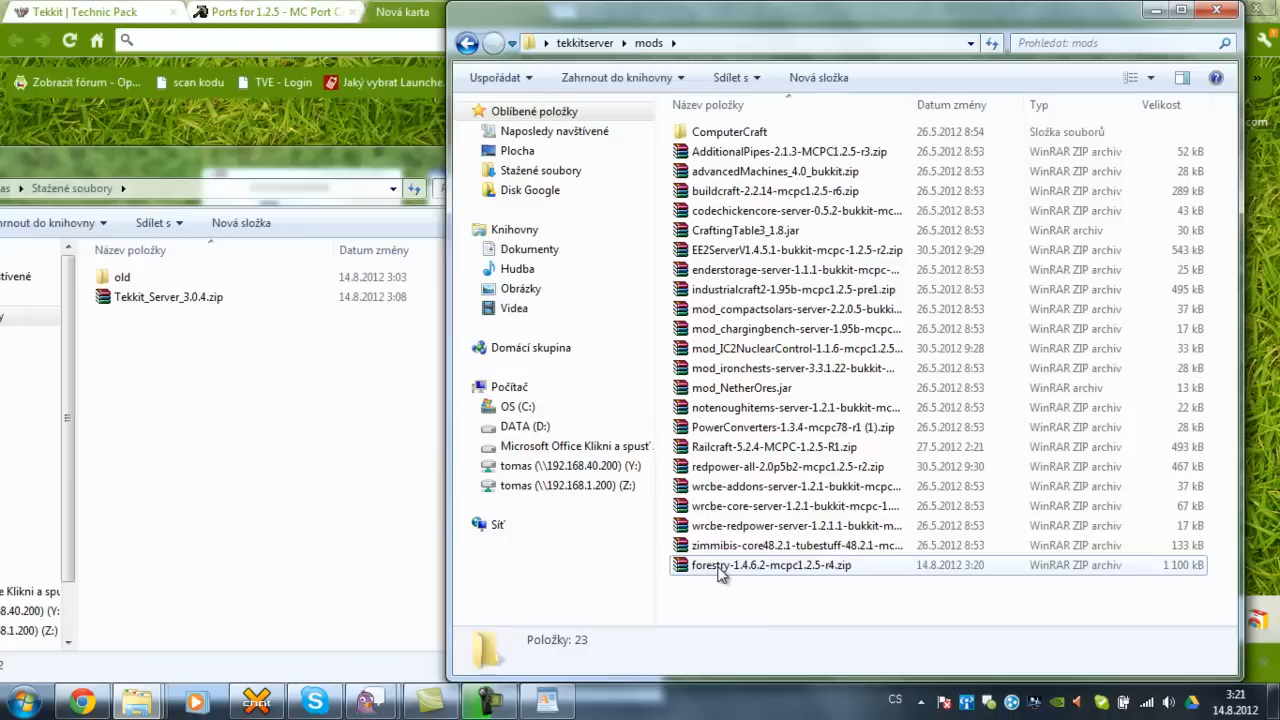 Tekkit | Technic Pack
Ports for 1.2.5 - MC Port C
Nová karta
Zobrazit fórum - Op...
scan kodu
TVE - Login
Jaký vybrat Launche
.com
as
Stažené soubory
hrnout do knihovny
Sdílet s
Nová složka
Název položky
Datum změny
old
14.8.2012 3:03
Tekkit_Server_3.0.4.zip
14.8.2012 3:08
tekkitserver
mods
Prohledat: mods
Uspořádat
Zahrnout do knihovny
Sdílet s
Nová složka
Oblíbené položky
Naposledy navštívené
Plocha
Stažené soubory
Disk Google
Knihovny
Dokumenty
Hudba
Obrázky
Videa
Domácí skupina
Počítač
OS (C:)
DATA (D:)
Microsoft Office Klikni a spusť
tomas (\\192.168.40.200) (Y:)
tomas (\\192.168.1.200) (Z:)
Síť
Název položky Datum změny Typ Velikost
ComputerCraft 26.5.2012 8:54 Složka souborů
AdditionalPipes-2.1.3-MCPC1.2.5-r3.zip 26.5.2012 8:53 WinRAR ZIP archiv 52 kB
advancedMachines_4.0_bukkit.zip 26.5.2012 8:53 WinRAR ZIP archiv 28 kB
buildcraft-2.2.14-mcpc1.2.5-r6.zip 26.5.2012 8:53 WinRAR ZIP archiv 289 kB
codechickencore-server-0.5.2-bukkit-mc... 26.5.2012 8:53 WinRAR ZIP archiv 43 kB
CraftingTable3_1.8.jar 26.5.2012 8:53 WinRAR archiv 30 kB
EE2ServerV1.4.5.1-bukkit-mcpc-1.2.5-r2.zip 30.5.2012 9:29 WinRAR ZIP archiv 543 kB
enderstorage-server-1.1.1-bukkit-mcpc-... 26.5.2012 8:53 WinRAR ZIP archiv 25 kB
industrialcraft2-1.95b-mcpc1.2.5-pre1.zip 26.5.2012 8:53 WinRAR ZIP archiv 495 kB
mod_compactsolars-server-2.2.0.5-bukki... 26.5.2012 8:53 WinRAR ZIP archiv 37 kB
mod_chargingbench-server-1.95b-mcpc... 26.5.2012 8:53 WinRAR ZIP archiv 17 kB
mod_IC2NuclearControl-1.1.6-mcpc1.2.5... 30.5.2012 9:28 WinRAR ZIP archiv 33 kB
mod_ironchests-server-3.3.1.22-bukkit-... 26.5.2012 8:53 WinRAR ZIP archiv 28 kB
mod_NetherOres.jar 26.5.2012 8:53 WinRAR archiv 13 kB
notenoughitems-server-1.2.1-bukkit-mc... 26.5.2012 8:53 WinRAR ZIP archiv 22 kB
PowerConverters-1.3.4-mcpc78-r1 (1).zip 26.5.2012 8:53 WinRAR ZIP archiv 28 kB
Railcraft-5.2.4-MCPC-1.2.5-R1.zip 27.5.2012 2:21 WinRAR ZIP archiv 493 kB
redpower-all-2.0p5b2-mcpc1.2.5-r2.zip 30.5.2012 9:30 WinRAR ZIP archiv 467 kB
wrcbe-addons-server-1.2.1-bukkit-mcpc... 26.5.2012 8:53 WinRAR ZIP archiv 37 kB
wrcbe-core-server-1.2.1-bukkit-mcpc-1.... 26.5.2012 8:53 WinRAR ZIP archiv 67 kB
wrcbe-redpower-server-1.2.1.1-bukkit-m... 26.5.2012 8:53 WinRAR ZIP archiv 17 kB
zimmibis-core48.2.1-tubestuff-48.2.1-mc... 26.5.2012 8:53 WinRAR ZIP archiv 133 kB
forestry-1.4.6.2-mcpc1.2.5-r4.zip 14.8.2012 3:20 WinRAR ZIP archiv 1 100 kB
Položky: 23
štívené
y
e Klikni a spu
8.40.200) (Y:)
8.1.200) (Z:)
2
chat
CS
3:21
14.8.2012